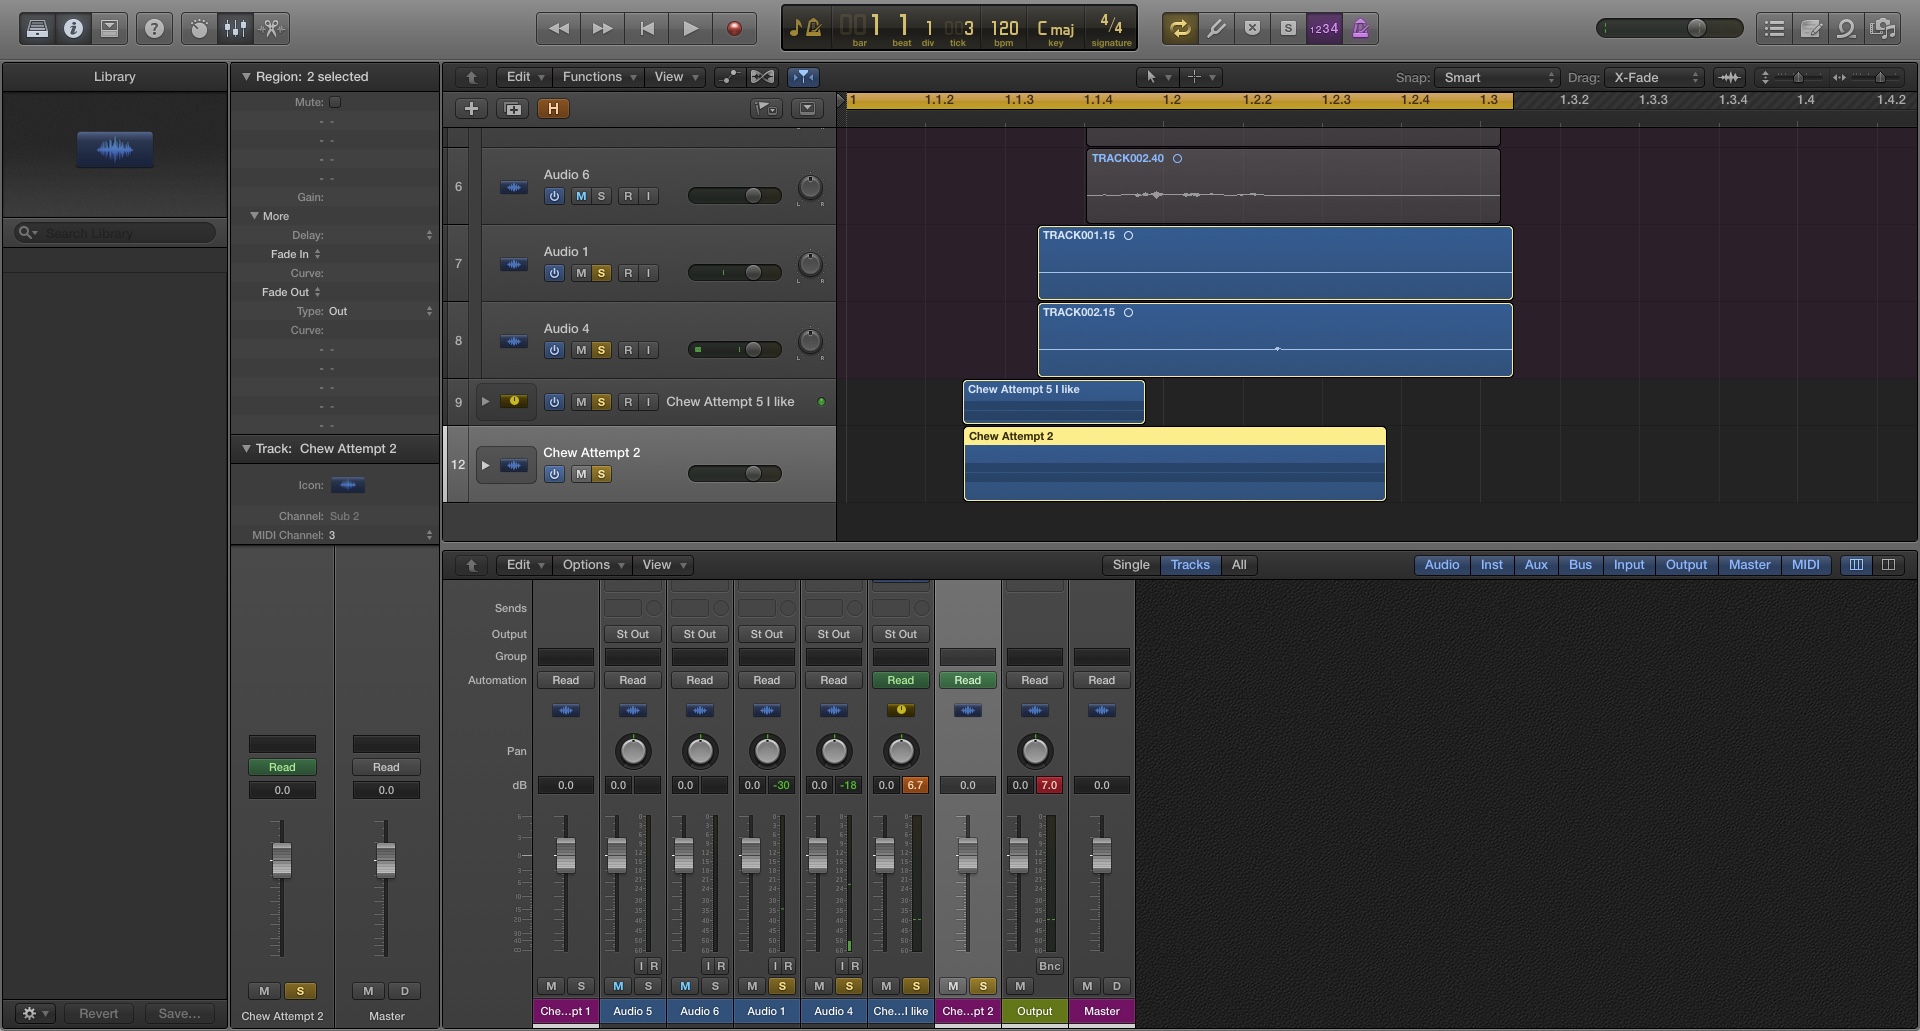 001 1 1 003 120 C maj 4/4
bar beat div tick bpm key signature
S 1234
Library
Search Library
Revert Save...
Region: 2 selected
Mute:
- -
- -
- -
- -
Gain:
More
Delay:
Fade In
Curve:
Fade Out
Type: Out
Curve:
- -
- -
- -
- -
- -
Track: Chew Attempt 2
Icon:
Channel: Sub 2
MIDI Channel: 3
Read Read
0.0 0.0
M S M D
Chew Attempt 2 Master
Edit Functions View Snap: Smart Drag: X-Fade
H
1 1.1.2 1.1.3 1.1.4 1.2 1.2.2 1.2.3 1.2.4 1.3 1.3.2 1.3.3 1.3.4 1.4 1.4.2
6 Audio 6
M S R I
L R
TRACK002.40
7 Audio 1
M S R I
L R
TRACK001.15
8 Audio 4
M S R I
L R
TRACK002.15
9 M S R I Chew Attempt 5 I like
Chew Attempt 5 I like
12 Chew Attempt 2
M S
Chew Attempt 2
Edit Options View Single Tracks All Audio Inst Aux Bus Input Output Master MIDI
Sends
Output St Out St Out St Out St Out St Out
Group
Automation Read Read Read Read Read Read Read Read Read
Pan
dB 0.0 0.0 0.0 0.0 -30 0.0 -18 0.0 6.7 0.0 0.0 7.0 0.0
I R I R I R I R Bnc
M S M S M S M S M S M S M S M M D
Che...pt 1 Audio 5 Audio 6 Audio 1 Audio 4 Che...I like Che...pt 2 Output Master